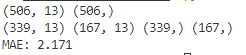 (506, 13) (506,)
(339, 13) (167, 13) (339,) (167,)
MAE: 2.171